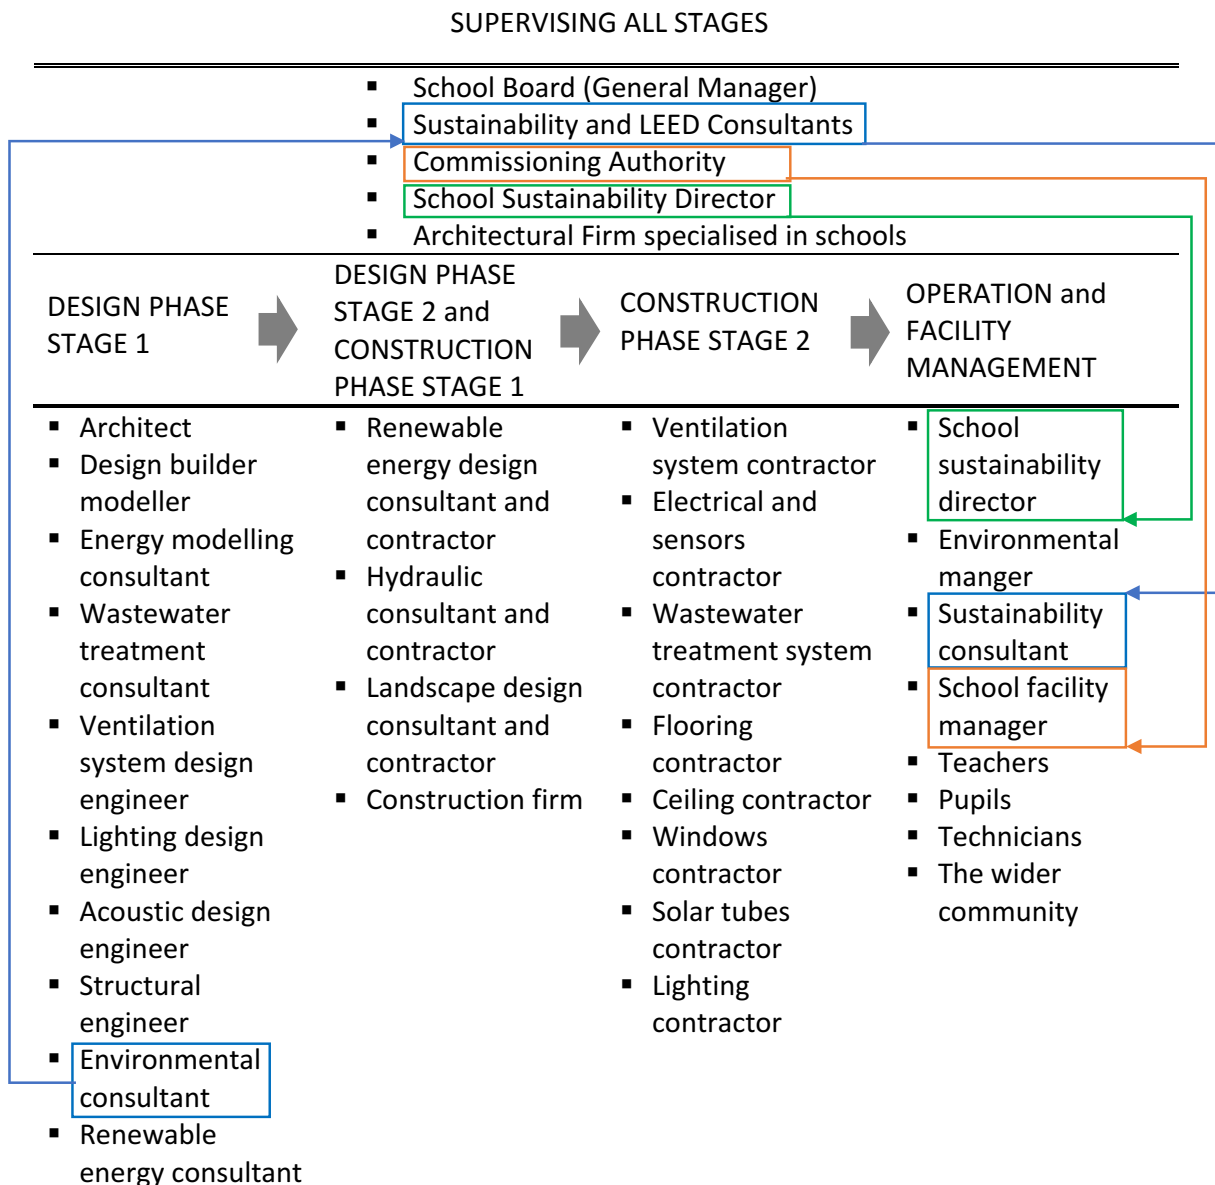 SUPERVISING ALL STAGES
▪ School Board (General Manager)
▪ Sustainability and LEED Consultants
▪ Commissioning Authority
▪ School Sustainability Director
▪ Architectural Firm specialised in schools
DESIGN PHASE
STAGE 1
DESIGN PHASE
STAGE 2 and
CONSTRUCTION
PHASE STAGE 1
CONSTRUCTION
PHASE STAGE 2
OPERATION and
FACILITY
MANAGEMENT
▪ Architect
▪ Design builder
modeller
▪ Energy modelling
consultant
▪ Wastewater
treatment
consultant
▪ Ventilation
system design
engineer
▪ Lighting design
engineer
▪ Acoustic design
engineer
▪ Structural
engineer
▪ Environmental
consultant
▪ Renewable
energy consultant
▪ Renewable
energy design
consultant and
contractor
▪ Hydraulic
consultant and
contractor
▪ Landscape design
consultant and
contractor
▪ Construction firm
▪ Ventilation
system contractor
▪ Electrical and
sensors
contractor
▪ Wastewater
treatment system
contractor
▪ Flooring
contractor
▪ Ceiling contractor
▪ Windows
contractor
▪ Solar tubes
contractor
▪ Lighting
contractor
▪ School
sustainability
director
▪ Environmental
manger
▪ Sustainability
consultant
▪ School facility
manager
▪ Teachers
▪ Pupils
▪ Technicians
▪ The wider
community